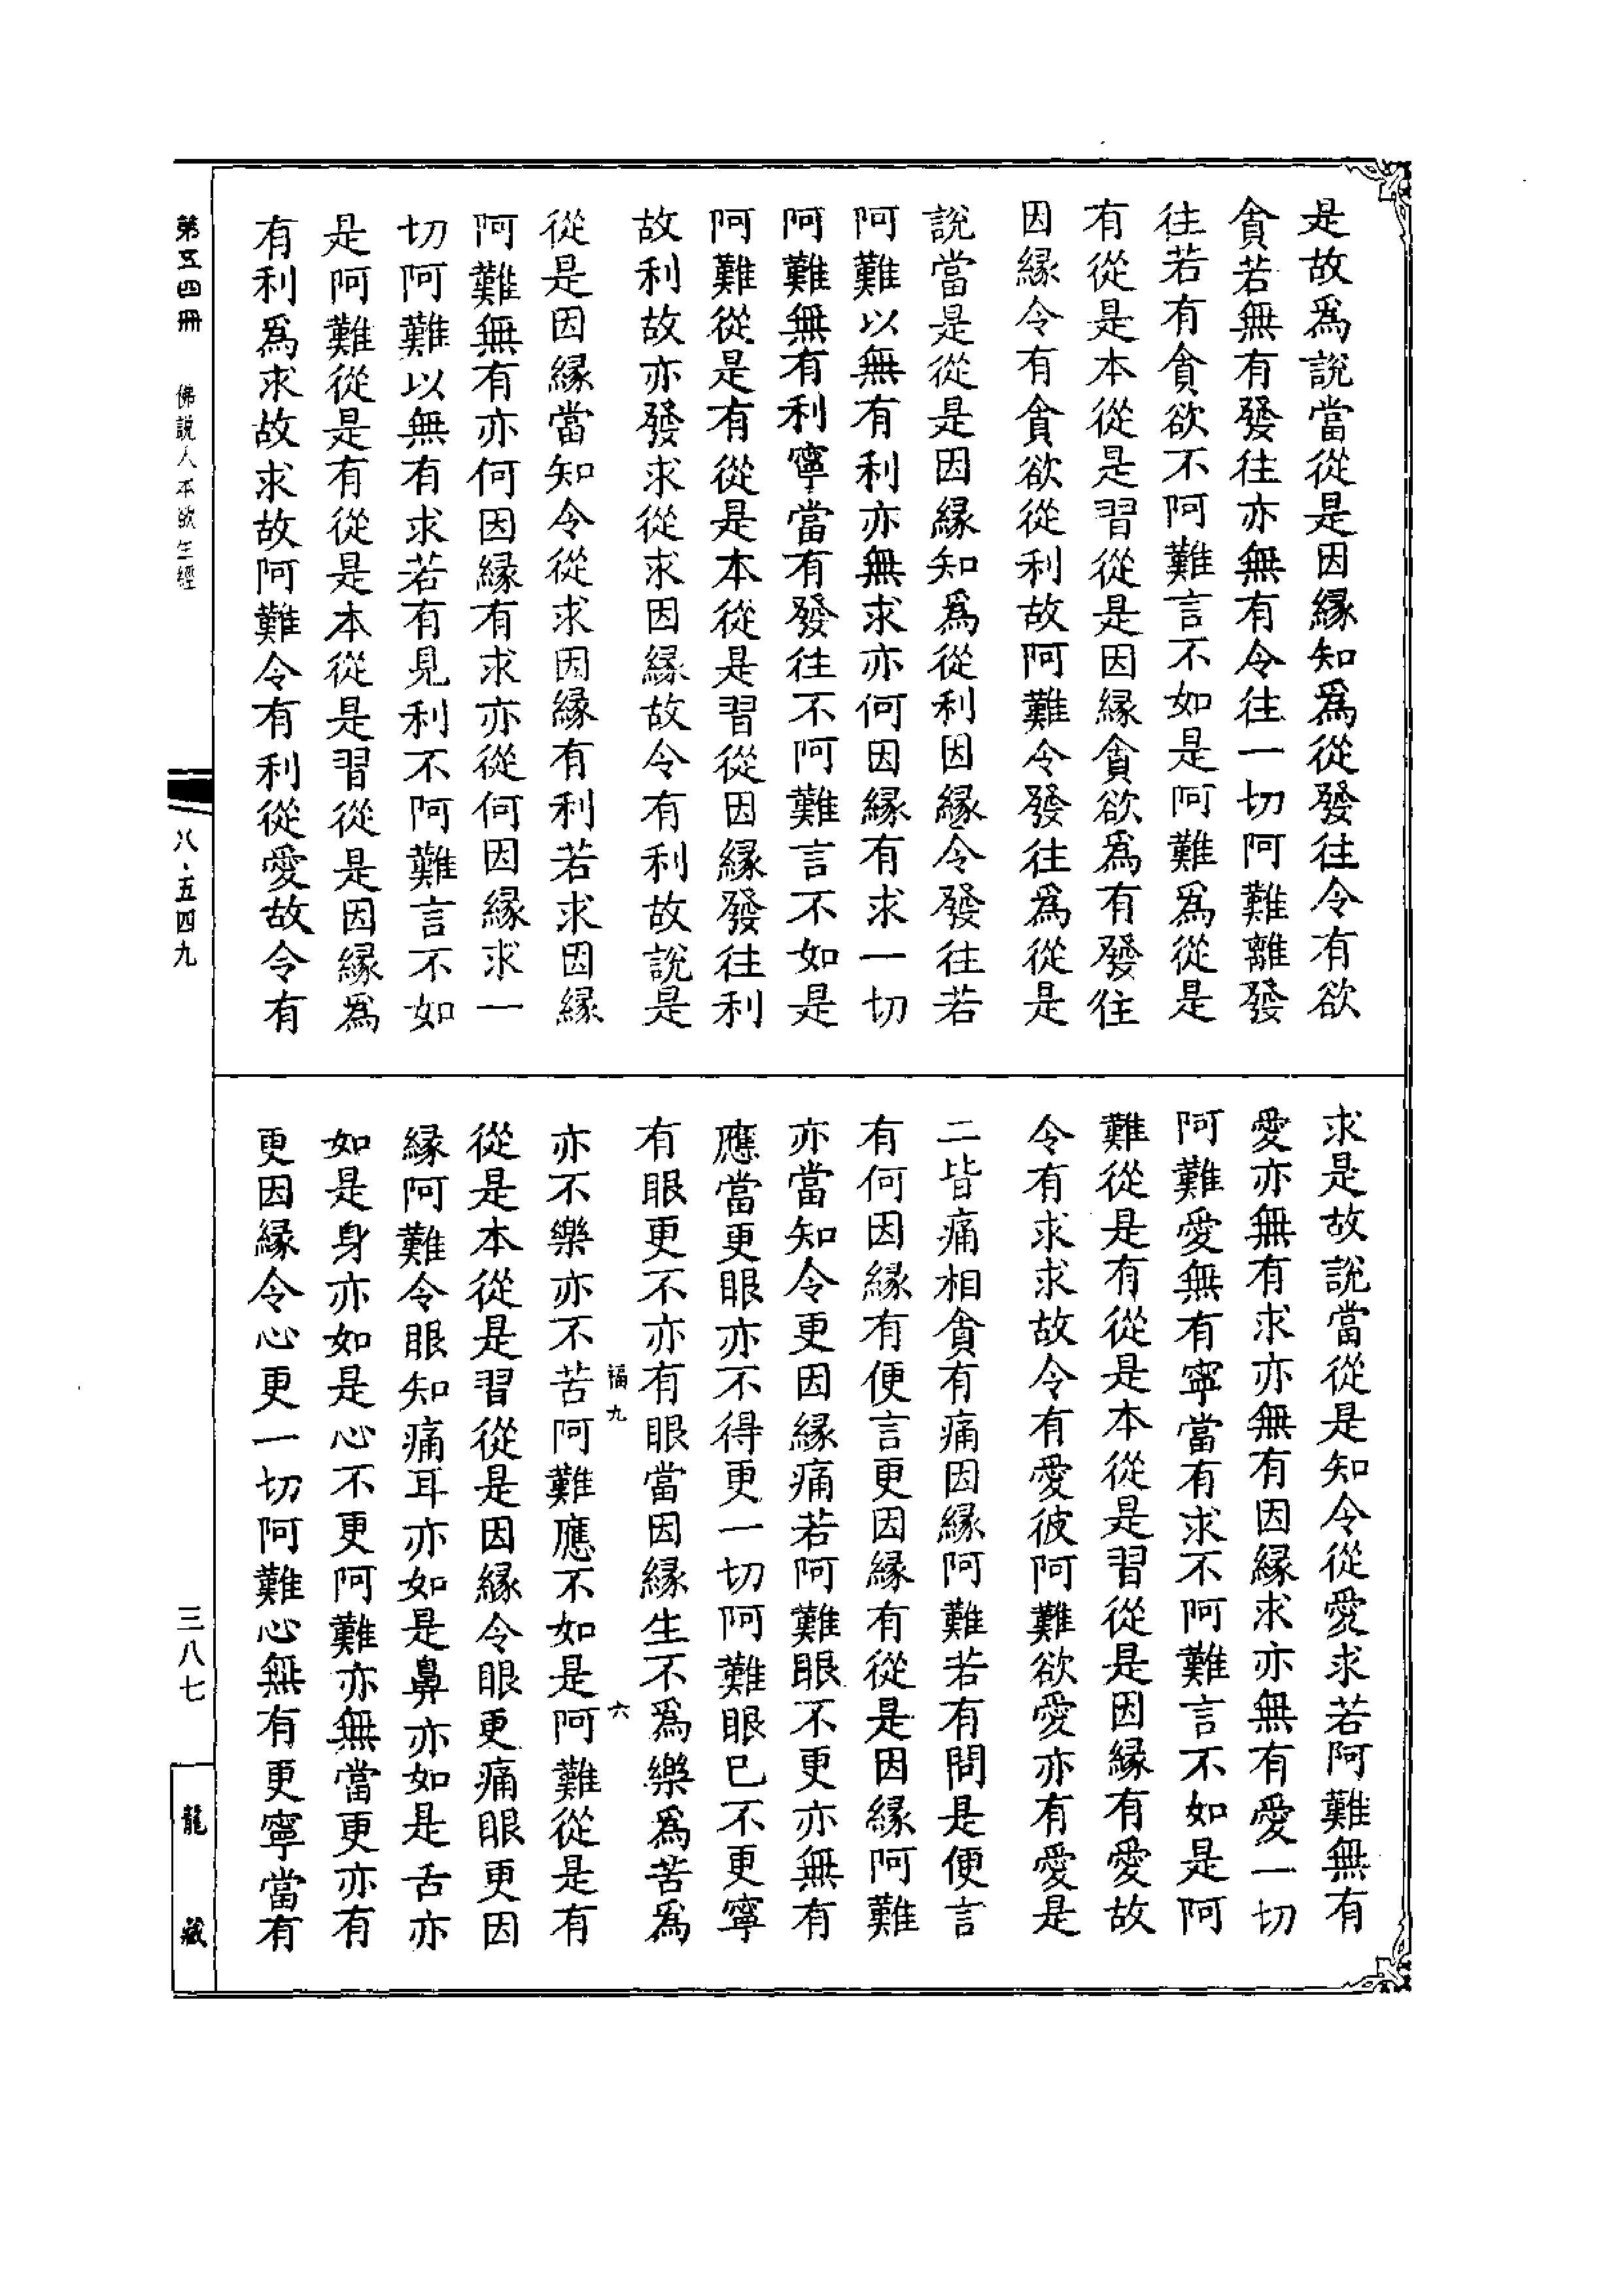 是故爲說當從是因緣知爲從發往令有欲
貪若無有發往亦無有令往一切阿難離發
往若有貪欲不阿難言不如是阿難爲從是
有從是本從是習從是因緣貪欲爲有發往
因緣令有貪欲從利故阿難令發往爲從是
說當是從是因緣知爲從利因緣令發往若
阿難以無有利亦無求亦何因緣有求一切
阿難無有利寧當有發往不阿難言不如是
阿難從是有從是本從是習從因緣發往利
故利故亦發求從求因緣故令有利故說是
從是因緣當知令從求因緣有利若求因緣
阿難無有亦何因緣有求亦從何因緣求一
切阿難以無有求若有見利不阿難言不如
是阿難從是有從是本從是習從是因緣爲
有利爲求故求故阿難令有利從愛故令有
求是故說當從是知令從愛求若阿難無有
愛亦無有求亦無有因緣求亦無有愛一切
阿難愛無有寧當有求不阿難言不如是阿
難從是有從是本從是習從是因緣有愛故
令有求求故令有愛彼阿難欲愛亦有愛是
二皆痛相貪有痛因緣阿難若有問是便言
有何因緣有便言更因緣有從是因緣阿難
亦當知令更因緣痛若阿難眼不更亦無有
應當更眼亦不得更一切阿難眼已不更寧
有眼更不亦有眼當因緣生不爲樂爲苦爲
福九 六
亦不樂亦不苦阿難應不如是阿難從是有
從是本從是習從是因緣令眼更痛眼更因
緣阿難令眼知痛耳亦如是鼻亦如是舌亦
如是身亦如是心不更阿難亦無當更亦有
更因緣令心更一切阿難心無有更寧當有
第五四冊 佛說人本欲生經
八·五四九
三八七
龍藏